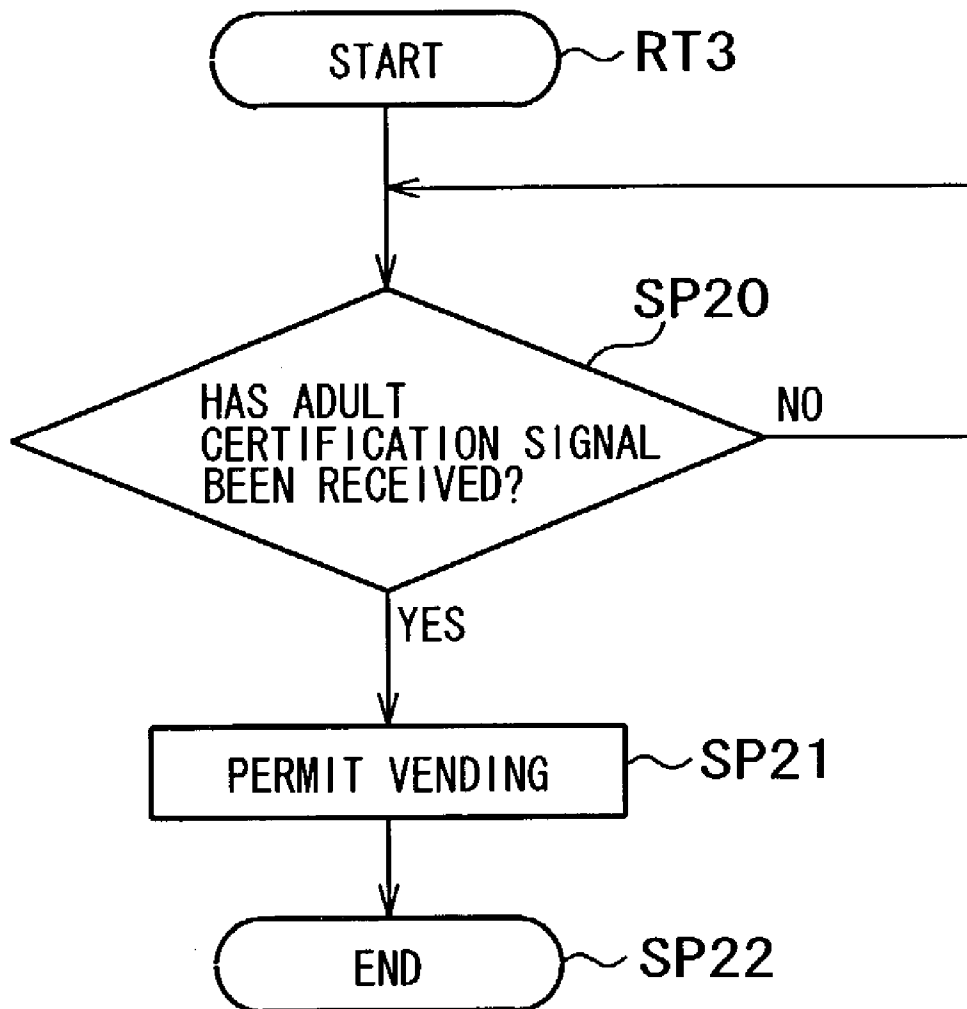 START
RT3
SP20
HAS ADULT
CERTIFICATION SIGNAL
BEEN RECEIVED?
NO
YES
PERMIT VENDING
SP21
END
SP22